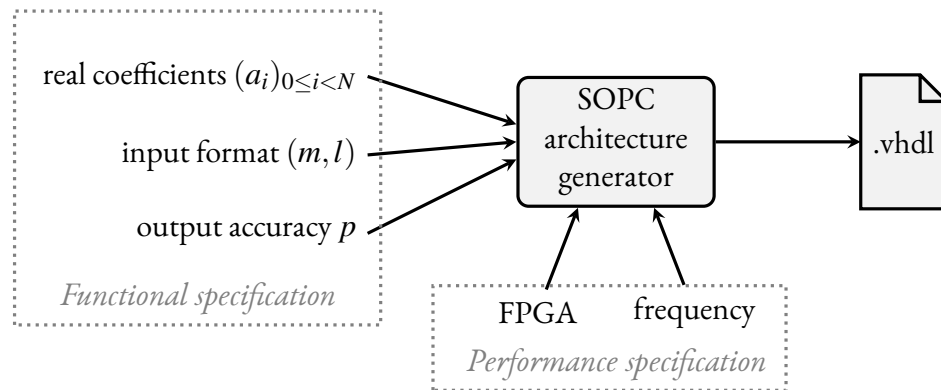 real coefficients (a_i)_{0≤i<N}
input format (m, l)
output accuracy p
Functional specification
SOPC
architecture
generator
.vhdl
FPGA
frequency
Performance specification